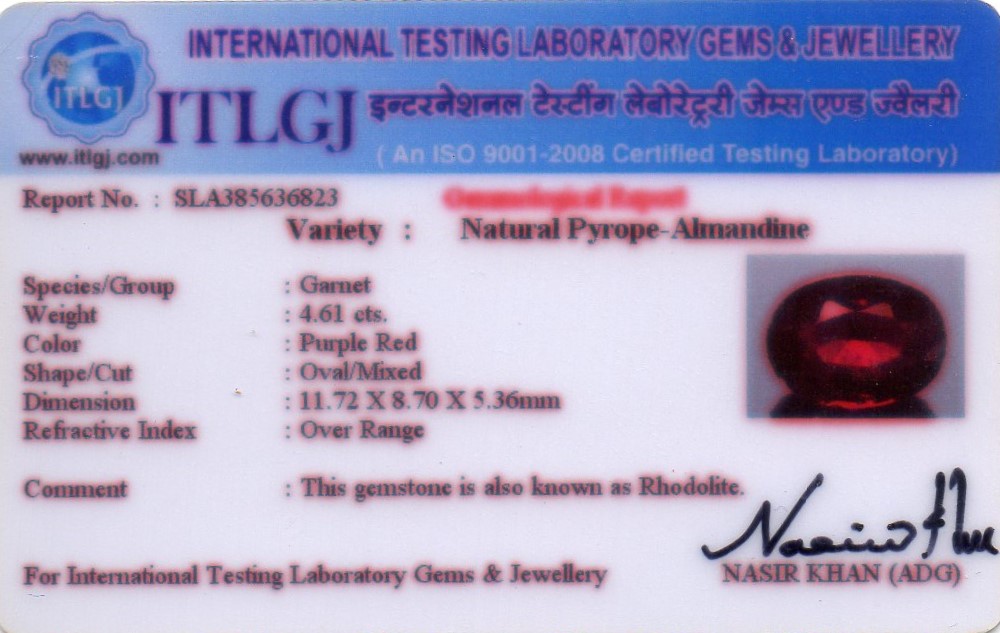 INTERNATIONAL TESTING LABORATORY GEMS & JEWELLERY
ITLGJ
ITLGJ इन्टरनेशनल टेस्टींग लेबोरेट्ररी जेम्स एण्ड ज्वैलरी
www.itlgj.com
( An ISO 9001-2008 Certified Testing Laboratory)
Report No. : SLA385636823
Gemmological Report
Variety : Natural Pyrope-Almandine
Species/Group : Garnet
Weight : 4.61 cts.
Color : Purple Red
Shape/Cut : Oval/Mixed
Dimension : 11.72 X 8.70 X 5.36mm
Refractive Index : Over Range
Comment : This gemstone is also known as Rhodolite.
For International Testing Laboratory Gems & Jewellery
NASIR KHAN (ADG)